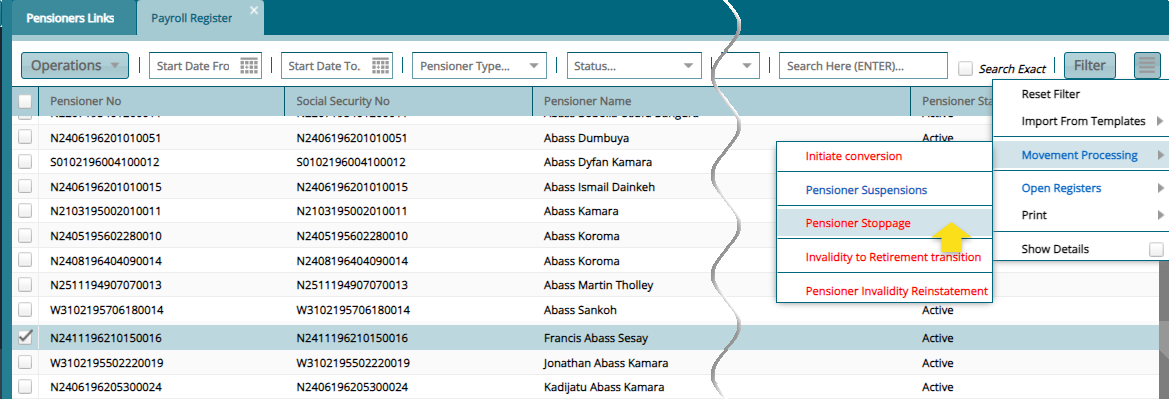 Pensioners Links
Payroll Register
Operations
Start Date Fro
Start Date To.
Pensioner Type...
Status...
Search Here (ENTER)...
Search Exact
Filter
Pensioner No Social Security No Pensioner Name Pensioner Sta
Active
N2406196201010051 N2406196201010051 Abass Dumbuya Active
S0102196004100012 S0102196004100012 Abass Dyfan Kamara
N2406196201010015 N2406196201010015 Abass Ismail Dainkeh
N2103195002010011 N2103195002010011 Abass Kamara
N2405195602280010 N2405195602280010 Abass Koroma
N2408196404090014 N2408196404090014 Abass Koroma
N2511194907070013 N2511194907070013 Abass Martin Tholley
W3102195706180014 W3102195706180014 Abass Sankoh Active
N2411196210150016 N2411196210150016 Francis Abass Sesay Active
W3102195502220019 W3102195502220019 Jonathan Abass Kamara Active
N2406196205300024 N2406196205300024 Kadijatu Abass Kamara Active
Reset Filter
Import From Templates
Movement Processing
Open Registers
Print
Show Details
Initiate conversion
Pensioner Suspensions
Pensioner Stoppage
Invalidity to Retirement transition
Pensioner Invalidity Reinstatement